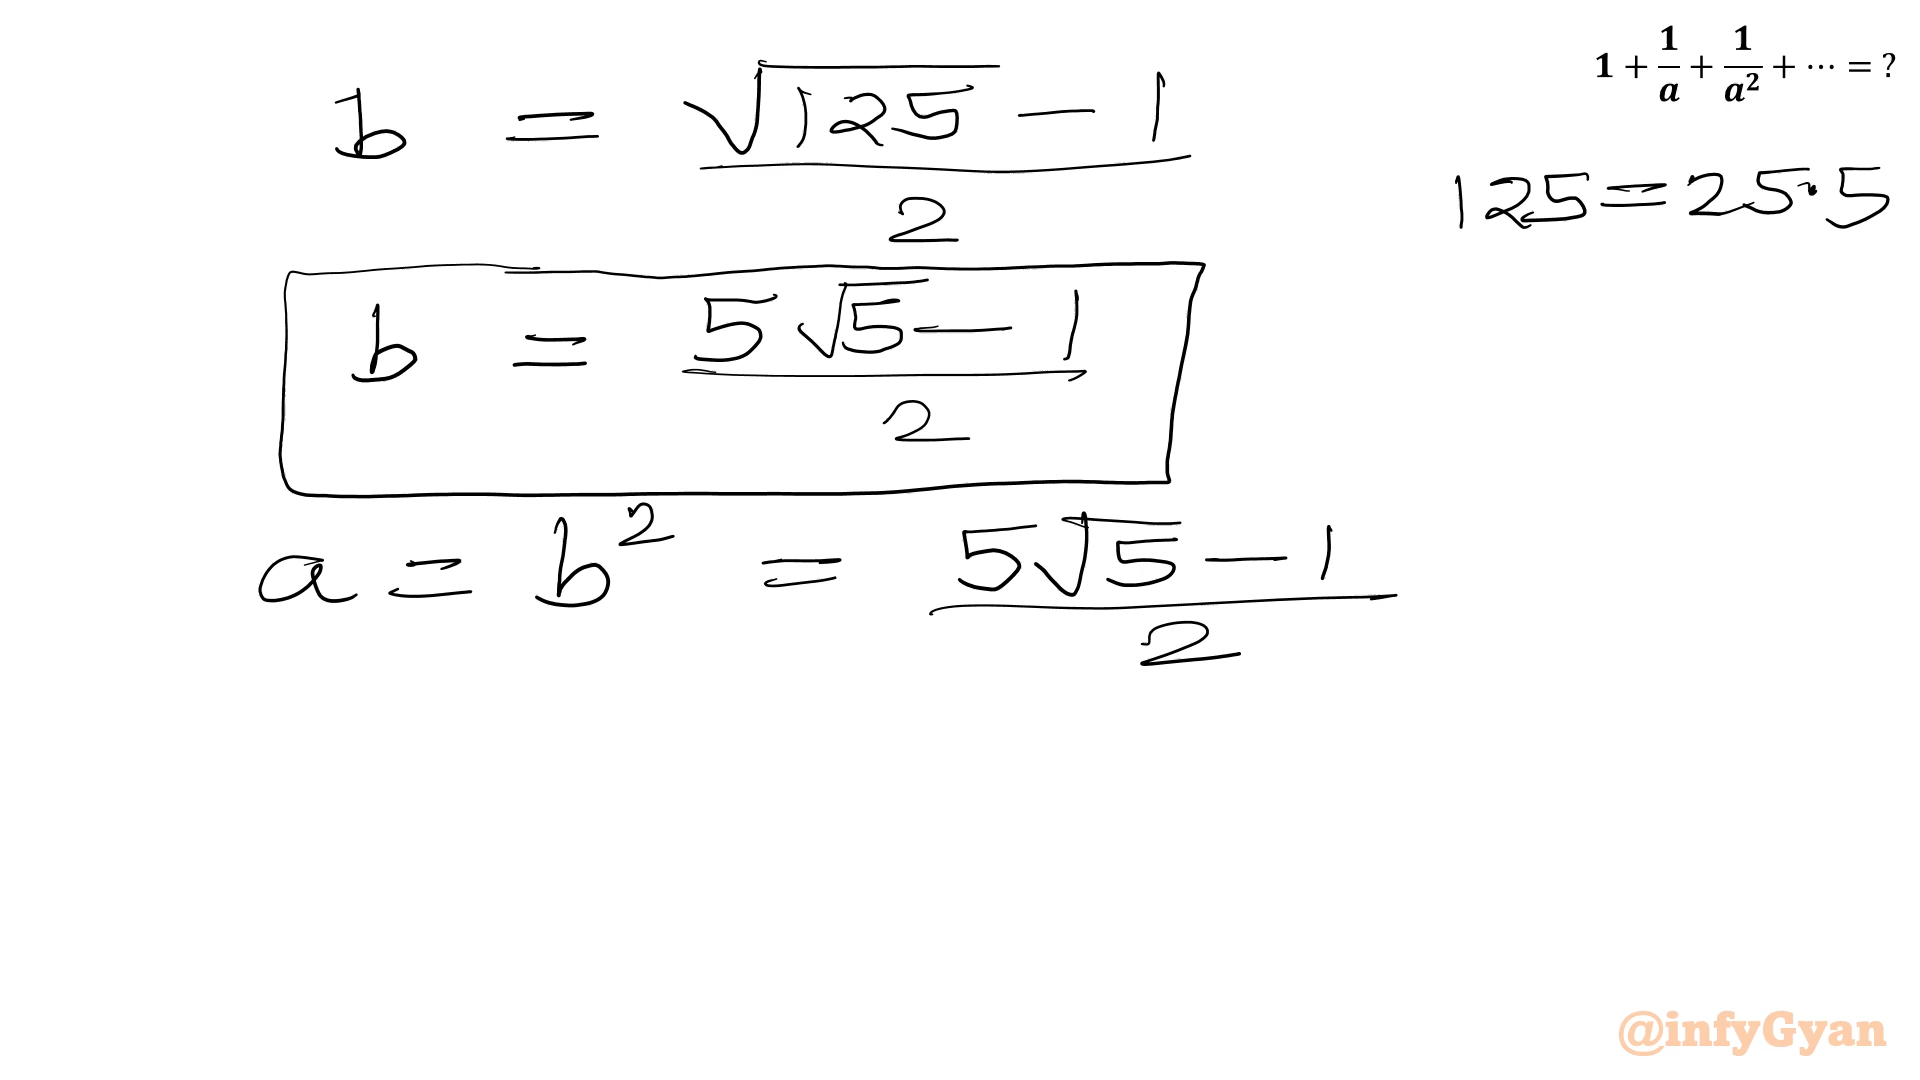 1 + 1/a + 1/a² + ⋯ = ?
b = (√125 − 1)/2
125 = 25·5
b = (5√5 − 1)/2
a = b² = (5√5 − 1)/2
@infyGyan